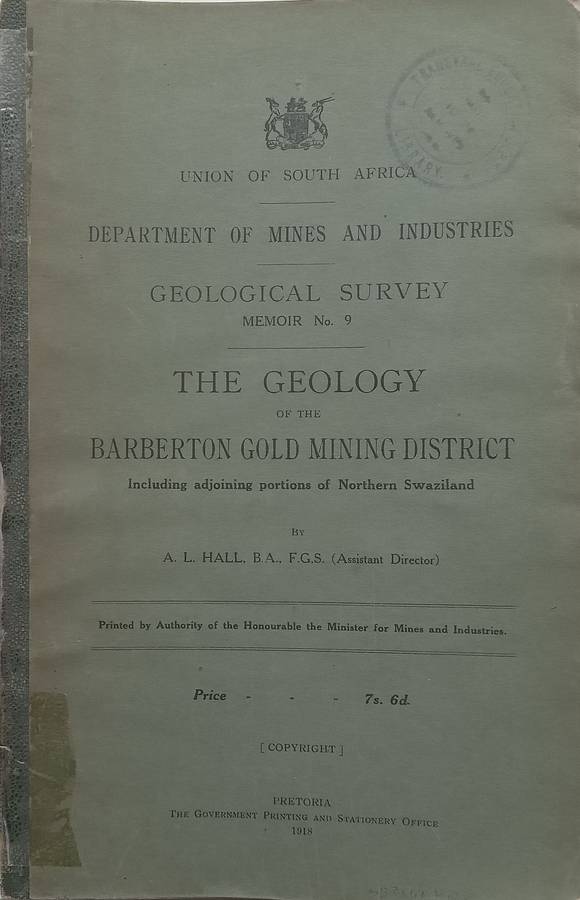 UNION OF SOUTH AFRICA
DEPARTMENT OF MINES AND INDUSTRIES
GEOLOGICAL SURVEY
MEMOIR No. 9
THE GEOLOGY
OF THE
BARBERTON GOLD MINING DISTRICT
Including adjoining portions of Northern Swaziland
BY
A. L. HALL, B.A., F.G.S. (Assistant Director)
Printed by Authority of the Honourable the Minister for Mines and Industries.
Price - - - 7s. 6d.
[ COPYRIGHT ]
PRETORIA
THE GOVERNMENT PRINTING AND STATIONERY OFFICE
1918
TRANSVAAL
LIBRARY